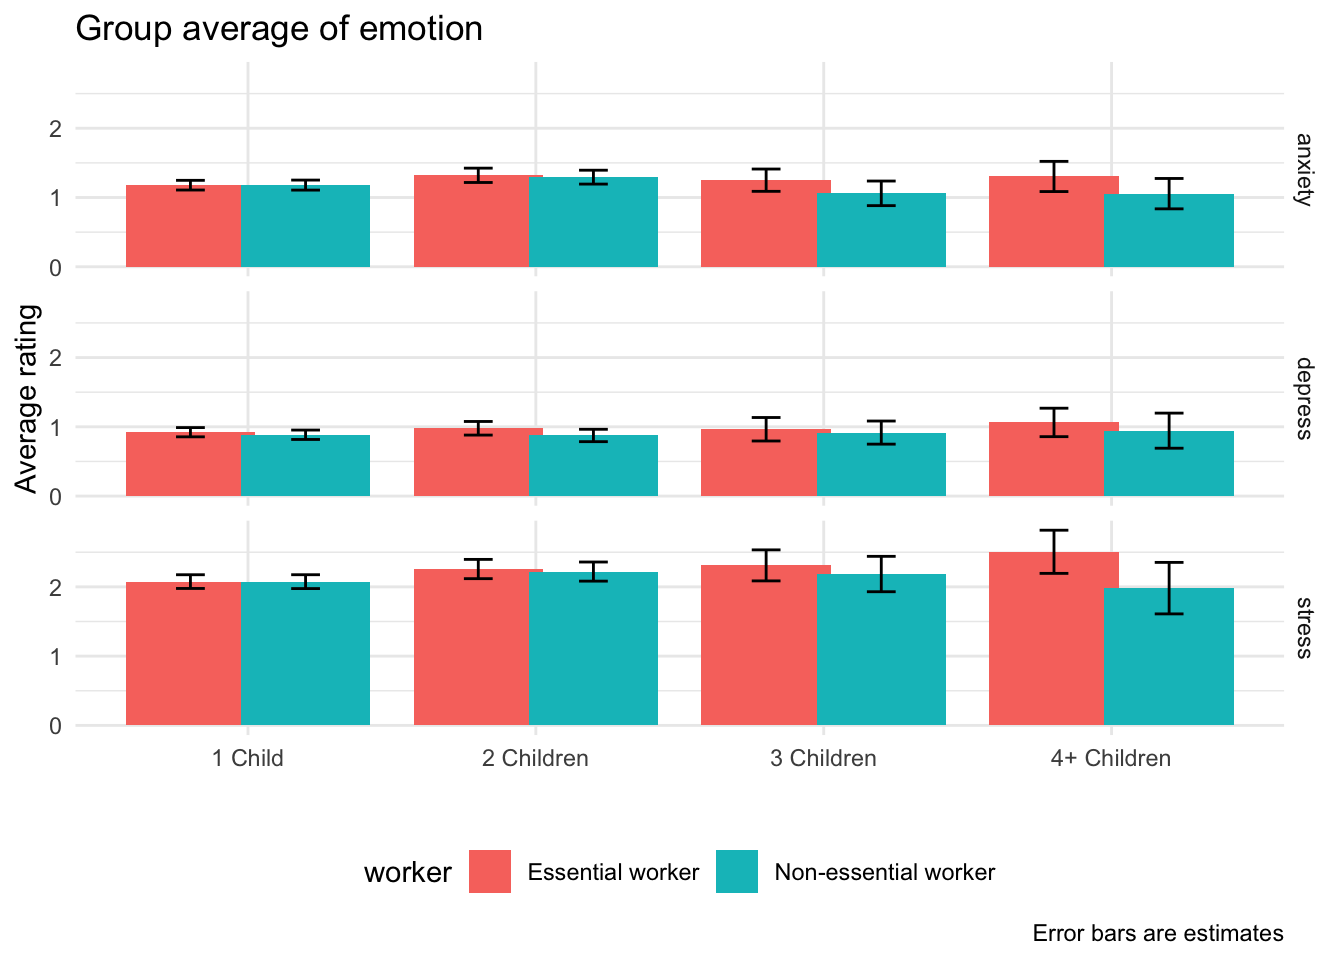 Group average of emotion
Average rating
2
1
0
anxiety
2
1
0
depress
2
1
0
stress
1 Child
2 Children
3 Children
4+ Children
worker
Essential worker
Non-essential worker
Error bars are estimates